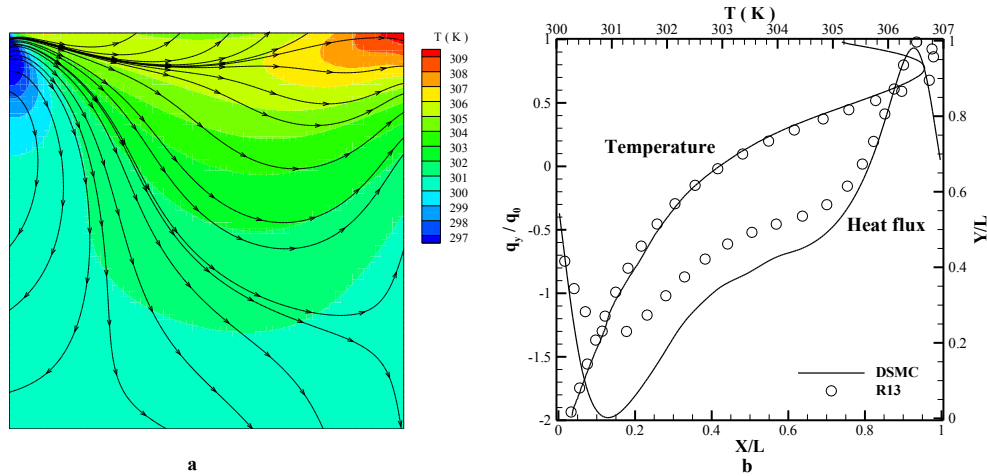 T ( K )
309
308
307
306
305
304
303
302
301
300
299
298
297
a
T ( K )
300 301 302 303 304 305 306 307
1
0.5
0
-0.5
-1
-1.5
-2
q_y / q_0
1
0.8
0.6
0.4
0.2
0
Y/L
Temperature
Heat flux
DSMC
R13
0 0.2 0.4 0.6 0.8 1
X/L
b